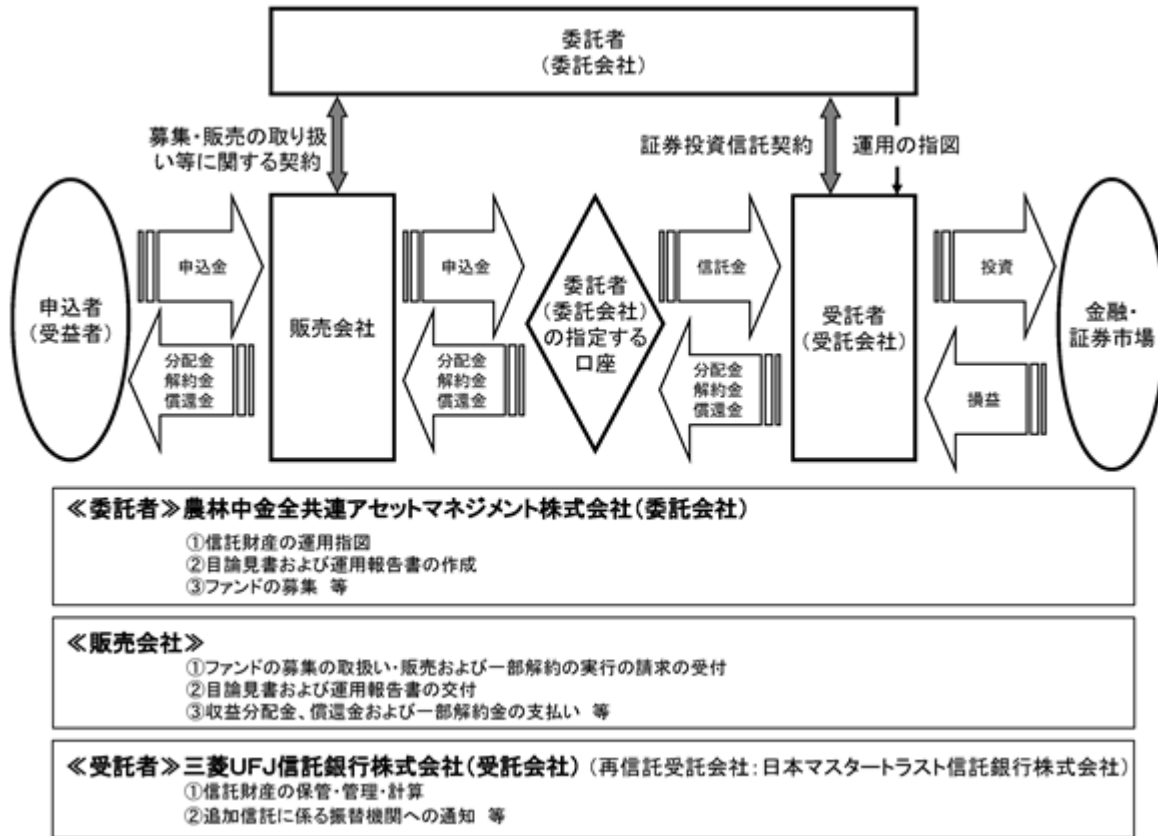 委託者
（委託会社）
募集・販売の取り扱
い等に関する契約
証券投資信託契約
運用の指図
申込者
（受益者）
申込金
分配金
解約金
償還金
販売会社
申込金
分配金
解約金
償還金
委託者
（委託会社）
の指定する
口座
信託金
分配金
解約金
償還金
受託者
（受託会社）
投資
損益
金融・
証券市場
≪委託者≫農林中金全共連アセットマネジメント株式会社（委託会社）
①信託財産の運用指図
②目論見書および運用報告書の作成
③ファンドの募集 等
≪販売会社≫
①ファンドの募集の取扱い・販売および一部解約の実行の請求の受付
②目論見書および運用報告書の交付
③収益分配金、償還金および一部解約金の支払い 等
≪受託者≫三菱ＵＦＪ信託銀行株式会社（受託会社）（再信託受託会社：日本マスタートラスト信託銀行株式会社）
①信託財産の保管・管理・計算
②追加信託に係る振替機関への通知 等